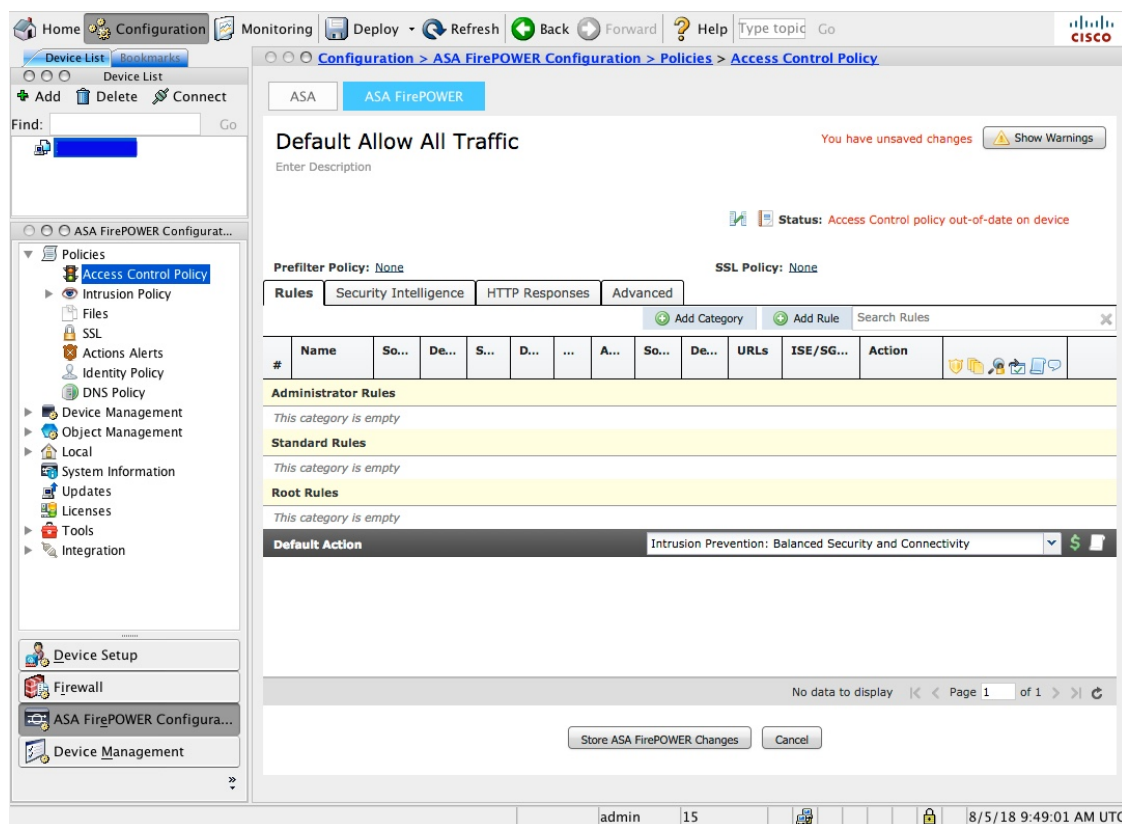 Home Configuration Monitoring Deploy Refresh Back Forward Help Type topic Go
CISCO
Device List Bookmarks
Configuration > ASA FirePOWER Configuration > Policies > Access Control Policy
Device List
Add Delete Connect
ASA ASA FirePOWER
Find: Go
Default Allow All Traffic
You have unsaved changes Show Warnings
Enter Description
Status: Access Control policy out-of-date on device
ASA FirePOWER Configurat...
Policies
Access Control Policy
Intrusion Policy
Files
SSL
Actions Alerts
Identity Policy
DNS Policy
Device Management
Object Management
Local
System Information
Updates
Licenses
Tools
Integration
Prefilter Policy: None SSL Policy: None
Rules Security Intelligence HTTP Responses Advanced
Add Category Add Rule Search Rules
# Name So... De... S... D... ... A... So... De... URLs ISE/SG... Action
Administrator Rules
This category is empty
Standard Rules
This category is empty
Root Rules
This category is empty
Default Action Intrusion Prevention: Balanced Security and Connectivity $
Device Setup
Firewall
ASA FirePOWER Configura...
Device Management
No data to display |< < Page 1 of 1 > >|
Store ASA FirePOWER Changes Cancel
admin 15 8/5/18 9:49:01 AM UTC